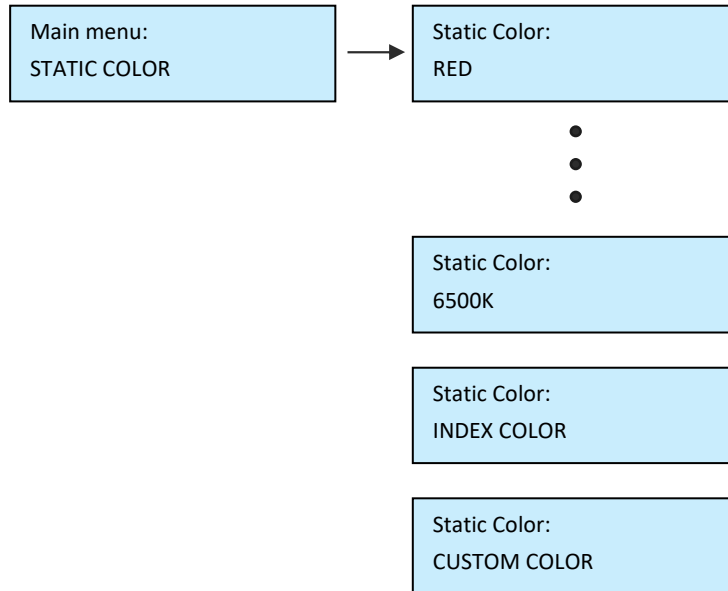 Main menu:
STATIC COLOR
Static Color:
RED
Static Color:
6500K
Static Color:
INDEX COLOR
Static Color:
CUSTOM COLOR